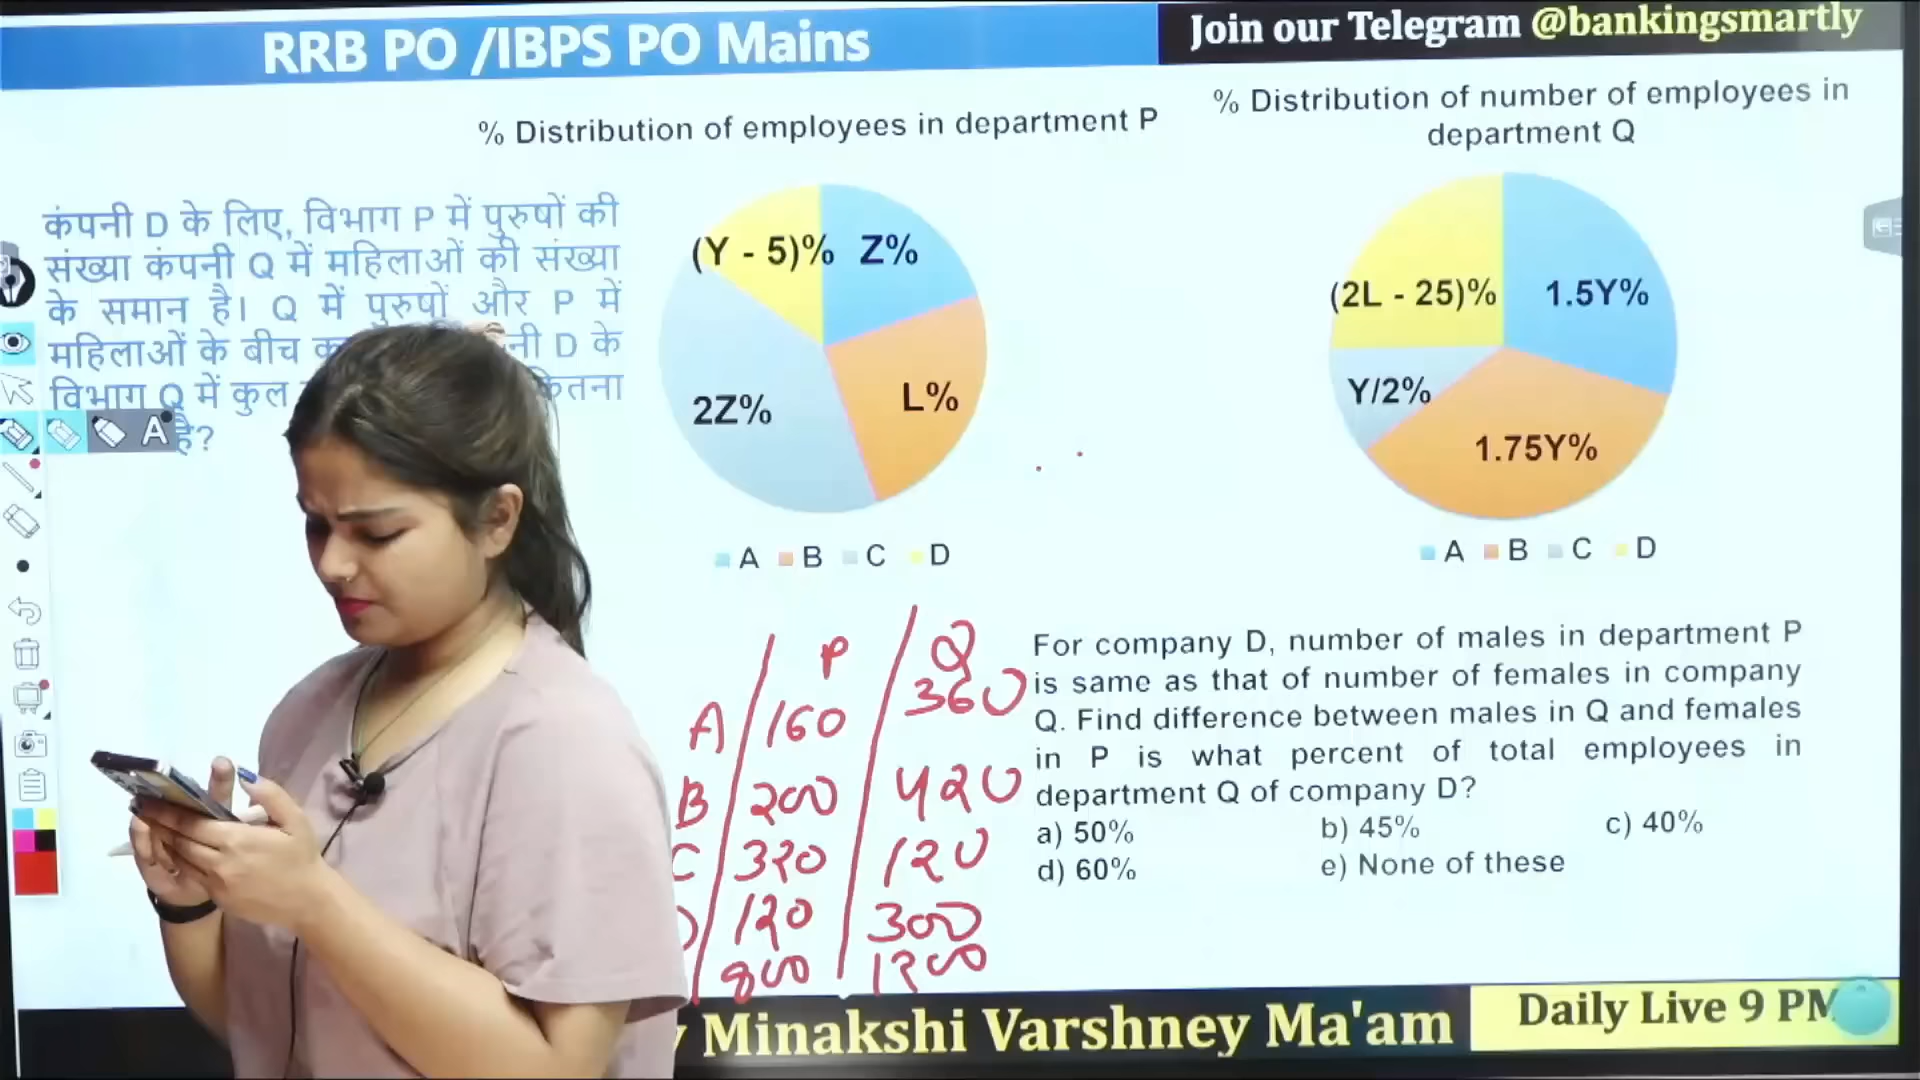 RRB PO /IBPS PO Mains
Join our Telegram @bankingsmartly
% Distribution of employees in department P
% Distribution of number of employees in
department Q
कंपनी D के लिए, विभाग P में पुरुषों की
संख्या कंपनी Q में महिलाओं की संख्या
के समान है। Q में पुरुषों और P में
महिलाओं के बीच नी D के
विभाग Q में कुल कितना
है?
A
(Y - 5)% Z%
2Z% L%
A B C D
(2L - 25)% 1.5Y%
Y/2%
1.75Y%
A B C D
P Q
A 160 360
B 200 420
C 320 120
120 300
800 1200
For company D, number of males in department P
is same as that of number of females in company
Q. Find difference between males in Q and females
in P is what percent of total employees in
department Q of company D?
a) 50% b) 45% c) 40%
d) 60% e) None of these
Minakshi Varshney Ma'am
Daily Live 9 PM